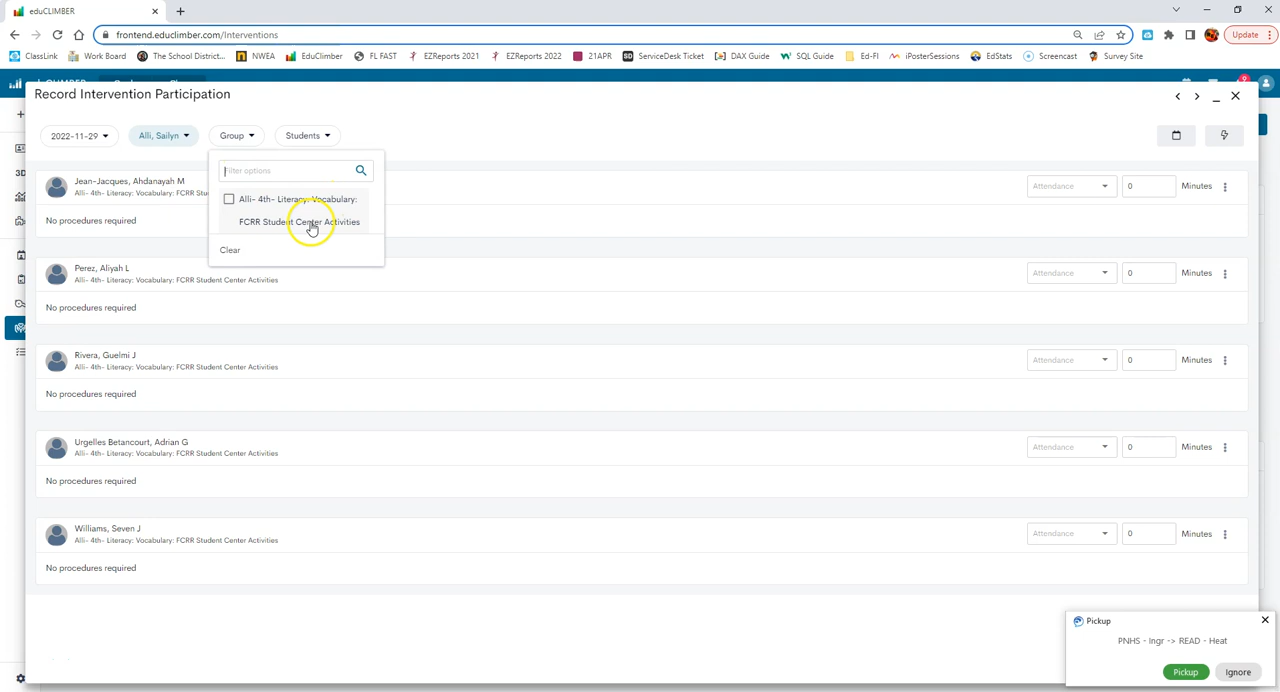 eduCLIMBER
frontend.educlimber.com/Interventions
Update
ClassLink
Work Board
The School District...
NWEA
EduClimber
FL FAST
EZReports 2021
EZReports 2022
21APR
ServiceDesk Ticket
DAX Guide
SQL Guide
Ed-Fi
iPosterSessions
EdStats
Screencast
Survey Site
9
Record Intervention Participation
2022-11-29
Alli, Sailyn
Group
Students
Filter options
Alli- 4th- Literacy: Vocabulary:
FCRR Student Center Activities
Clear
Jean-Jacques, Ahdanayah M
Alli- 4th- Literacy: Vocabulary: FCRR Stu
Attendance
0
Minutes
No procedures required
Perez, Aliyah L
Alli- 4th- Literacy: Vocabulary: FCRR Student Center Activities
Attendance
0
Minutes
No procedures required
Rivera, Guelmi J
Alli- 4th- Literacy: Vocabulary: FCRR Student Center Activities
Attendance
0
Minutes
No procedures required
Urgelles Betancourt, Adrian G
Alli- 4th- Literacy: Vocabulary: FCRR Student Center Activities
Attendance
0
Minutes
No procedures required
Williams, Seven J
Alli- 4th- Literacy: Vocabulary: FCRR Student Center Activities
Attendance
0
Minutes
No procedures required
Pickup
PNHS - Ingr -> READ - Heat
Pickup
Ignore